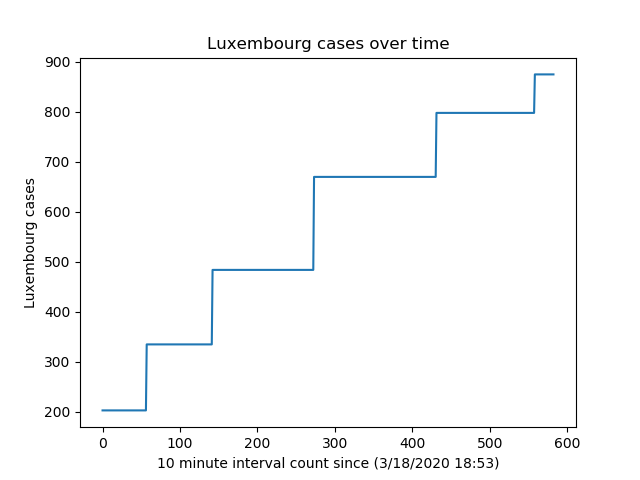 Luxembourg cases over time
900
800
700
600
500
400
300
200
Luxembourg cases
0 100 200 300 400 500 600
10 minute interval count since (3/18/2020 18:53)